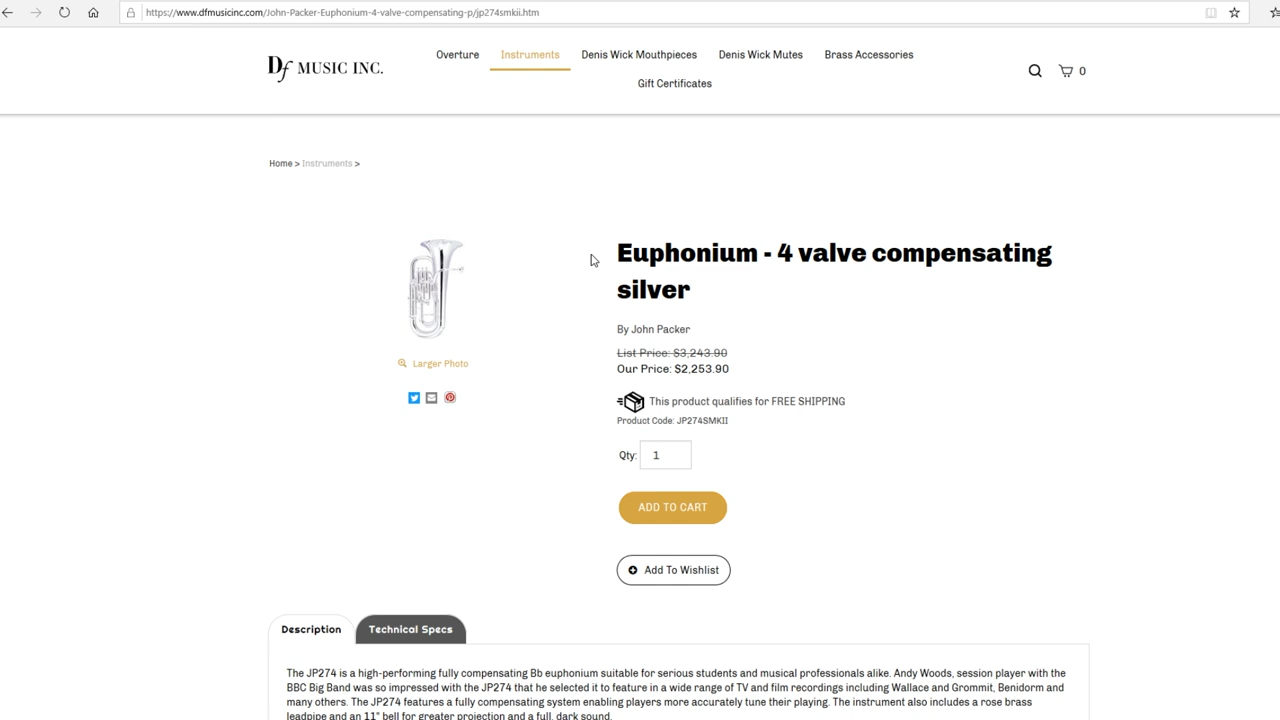 https://www.dfmusicinc.com/John-Packer-Euphonium-4-valve-compensating-p/jp274smkii.htm
Df MUSIC INC.
Overture Instruments Denis Wick Mouthpieces Denis Wick Mutes Brass Accessories
Gift Certificates
0
Home > Instruments >
Euphonium - 4 valve compensating
silver
By John Packer
List Price: $3,243.90
Our Price: $2,253.90
This product qualifies for FREE SHIPPING
Product Code: JP274SMKII
Qty: 1
ADD TO CART
Add To Wishlist
Larger Photo
Description Technical Specs
The JP274 is a high-performing fully compensating Bb euphonium suitable for serious students and musical professionals alike. Andy Woods, session player with the
BBC Big Band was so impressed with the JP274 that he selected it to feature in a wide range of TV and film recordings including Wallace and Grommit, Benidorm and
many others. The JP274 features a fully compensating system enabling players more accurately tune their playing. The instrument also includes a rose brass
leadpipe and an 11" bell for greater projection and a full, dark sound.